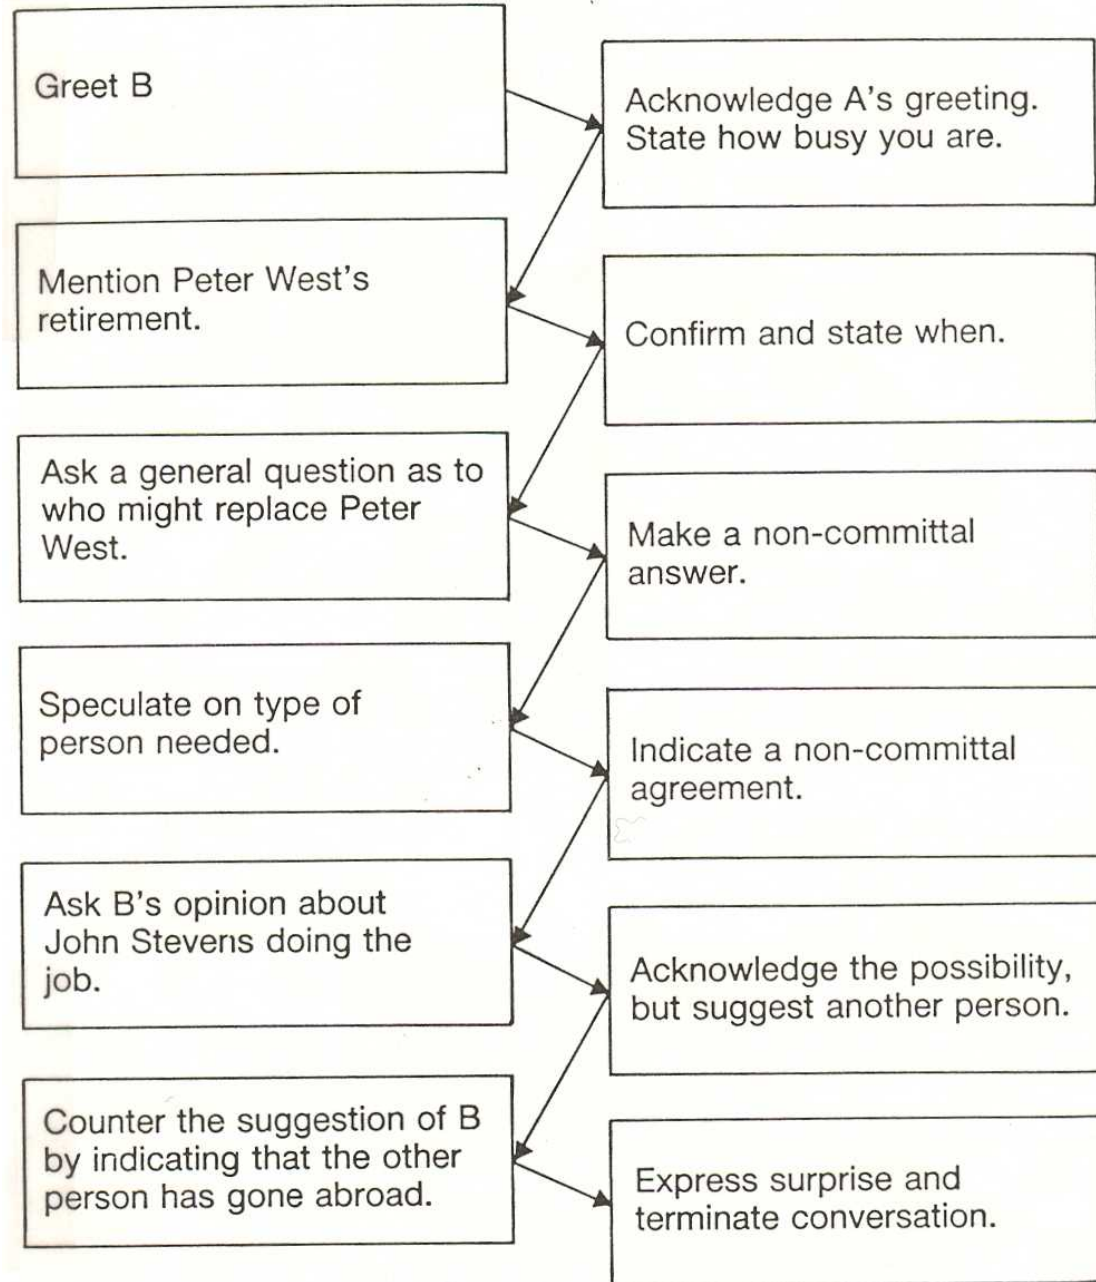 Greet B
Acknowledge A's greeting.
State how busy you are.
Mention Peter West's
retirement.
Confirm and state when.
Ask a general question as to
who might replace Peter
West.
Make a non-committal
answer.
Speculate on type of
person needed.
Indicate a non-committal
agreement.
Ask B's opinion about
John Stevens doing the
job.
Acknowledge the possibility,
but suggest another person.
Counter the suggestion of B
by indicating that the other
person has gone abroad.
Express surprise and
terminate conversation.